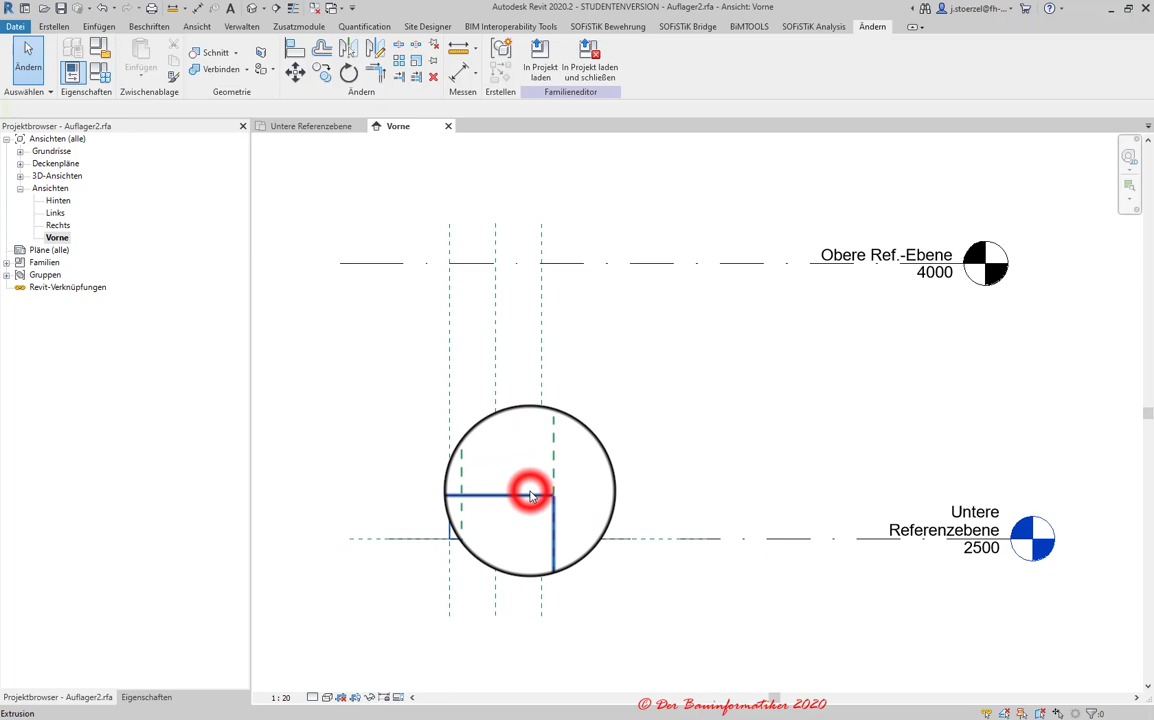 Autodesk Revit 2020.2 - STUDENTENVERSION - Auflager2.rfa - Ansicht: Vorne
j.stoerzel@fh-...
Datei Erstellen Einfügen Beschriften Ansicht Verwalten Zusatzmodule Quantification Site Designer BIM Interoperability Tools SOFiSTiK Bewehrung SOFiSTiK Bridge BiMTOOLS SOFiSTiK Analysis Ändern
Ändern
Einfügen
Schnitt
Verbinden
In Projekt
laden
In Projekt laden
und schließen
Auswählen Eigenschaften Zwischenablage Geometrie Ändern Messen Erstellen Familieneditor
Projektbrowser - Auflager2.rfa
Untere Referenzebene
Vorne
Ansichten (alle)
Grundrisse
Deckenpläne
3D-Ansichten
Ansichten
Hinten
Links
Rechts
Vorne
Pläne (alle)
Familien
Gruppen
Revit-Verknüpfungen
Obere Ref.-Ebene
4000
Untere
Referenzebene
2500
Projektbrowser - Auflager2.rfa Eigenschaften
1 : 20
© Der Bauinformatiker 2020
Extrusion
:0